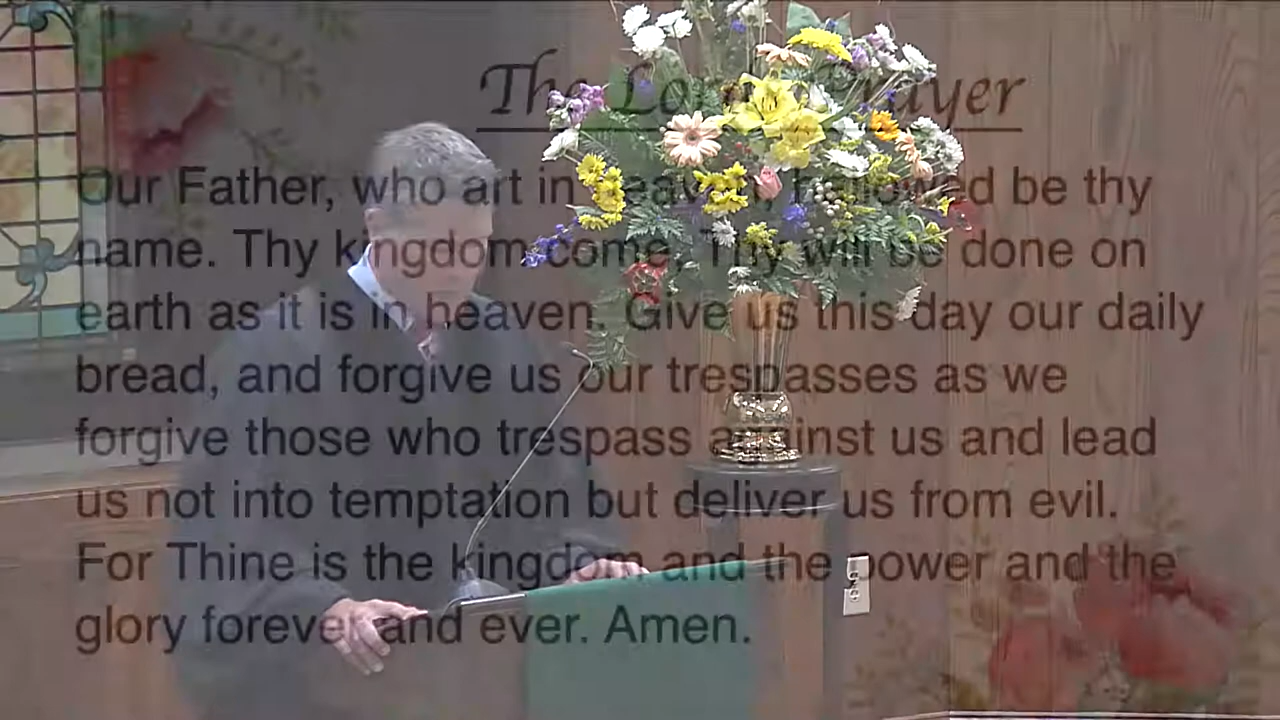 The Lord's Prayer
Our Father, who art in heaven, hallowed be thy
name. Thy kingdom come, Thy will be done on
earth as it is in heaven. Give us this day our daily
bread, and forgive us our trespasses as we
forgive those who trespass against us and lead
us not into temptation but deliver us from evil.
For Thine is the kingdom and the power and the
glory forever and ever. Amen.